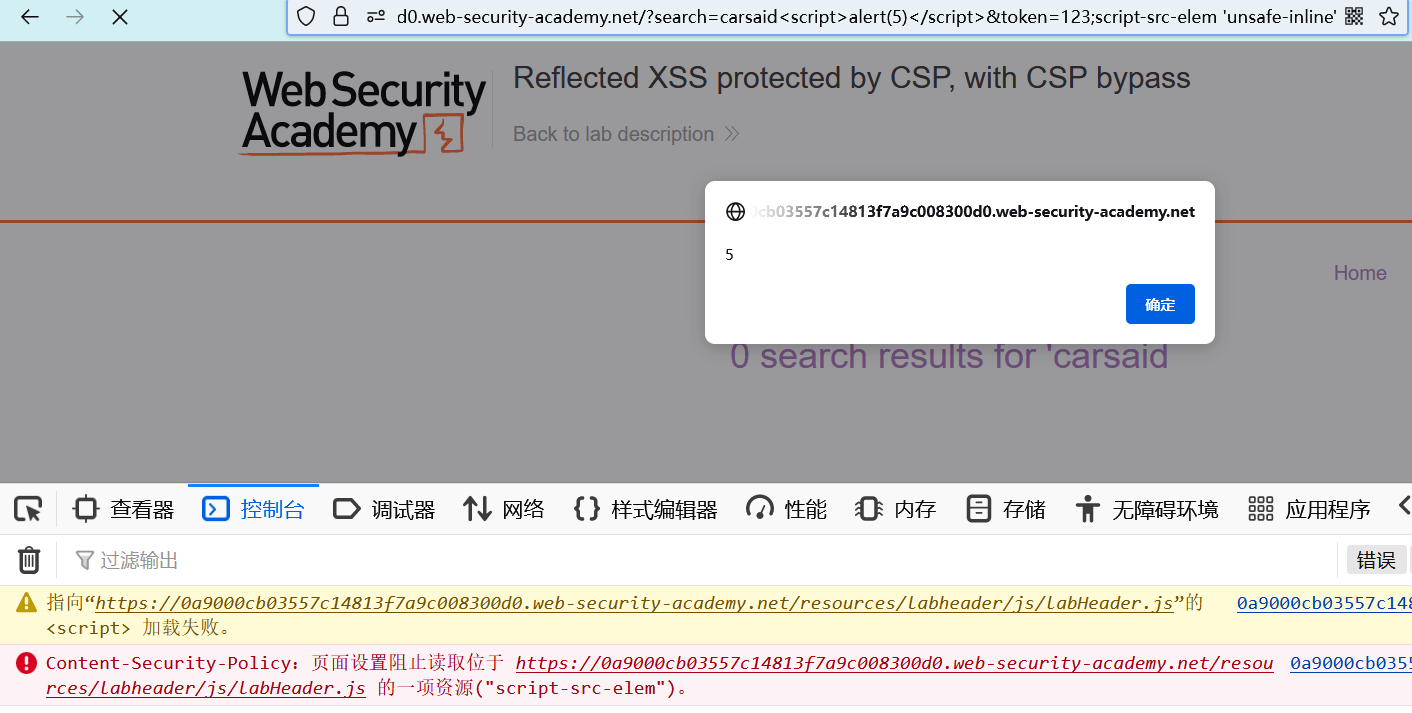 d0.web-security-academy.net/?search=carsaid<script>alert(5)</script>&token=123;script-src-elem 'unsafe-inline'
Web Security
Academy
Reflected XSS protected by CSP, with CSP bypass
Back to lab description
cb03557c14813f7a9c008300d0.web-security-academy.net
5
确定
Home
0 search results for 'carsaid
查看器 控制台 调试器 网络 样式编辑器 性能 内存 存储 无障碍环境 应用程序
过滤输出 错误
指向“https://0a9000cb03557c14813f7a9c008300d0.web-security-academy.net/resources/labheader/js/labHeader.js”的 0a9000cb03557c148
<script> 加载失败。
Content-Security-Policy：页面设置阻止读取位于 https://0a9000cb03557c14813f7a9c008300d0.web-security-academy.net/resou 0a9000cb0355
rces/labheader/js/labHeader.js 的一项资源("script-src-elem")。